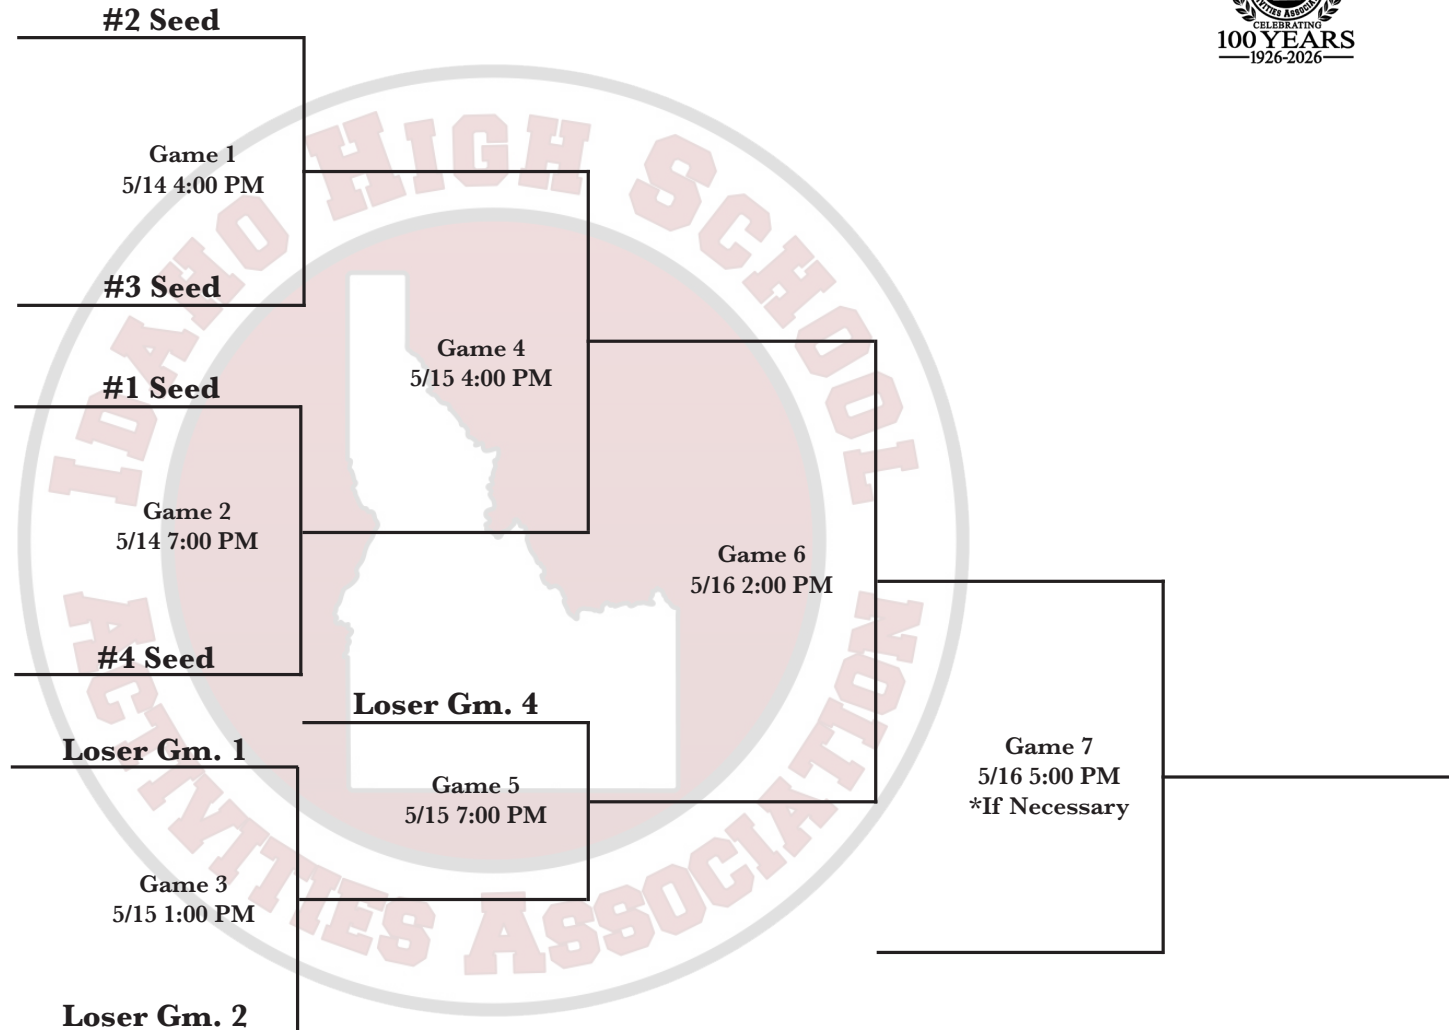 #2 Seed
IVITIES ASSOCIA
CELEBRATING
100 YEARS
1926-2026
Game 1
5/14 4:00 PM
#3 Seed
Game 4
5/15 4:00 PM
#1 Seed
Game 2
5/14 7:00 PM
Game 6
5/16 2:00 PM
#4 Seed
Loser Gm. 4
Loser Gm. 1
Game 5
5/15 7:00 PM
Game 7
5/16 5:00 PM
*If Necessary
Game 3
5/15 1:00 PM
Loser Gm. 2
IDAHO HIGH SCHOOL
ACTIVITIES ASSOCIATION